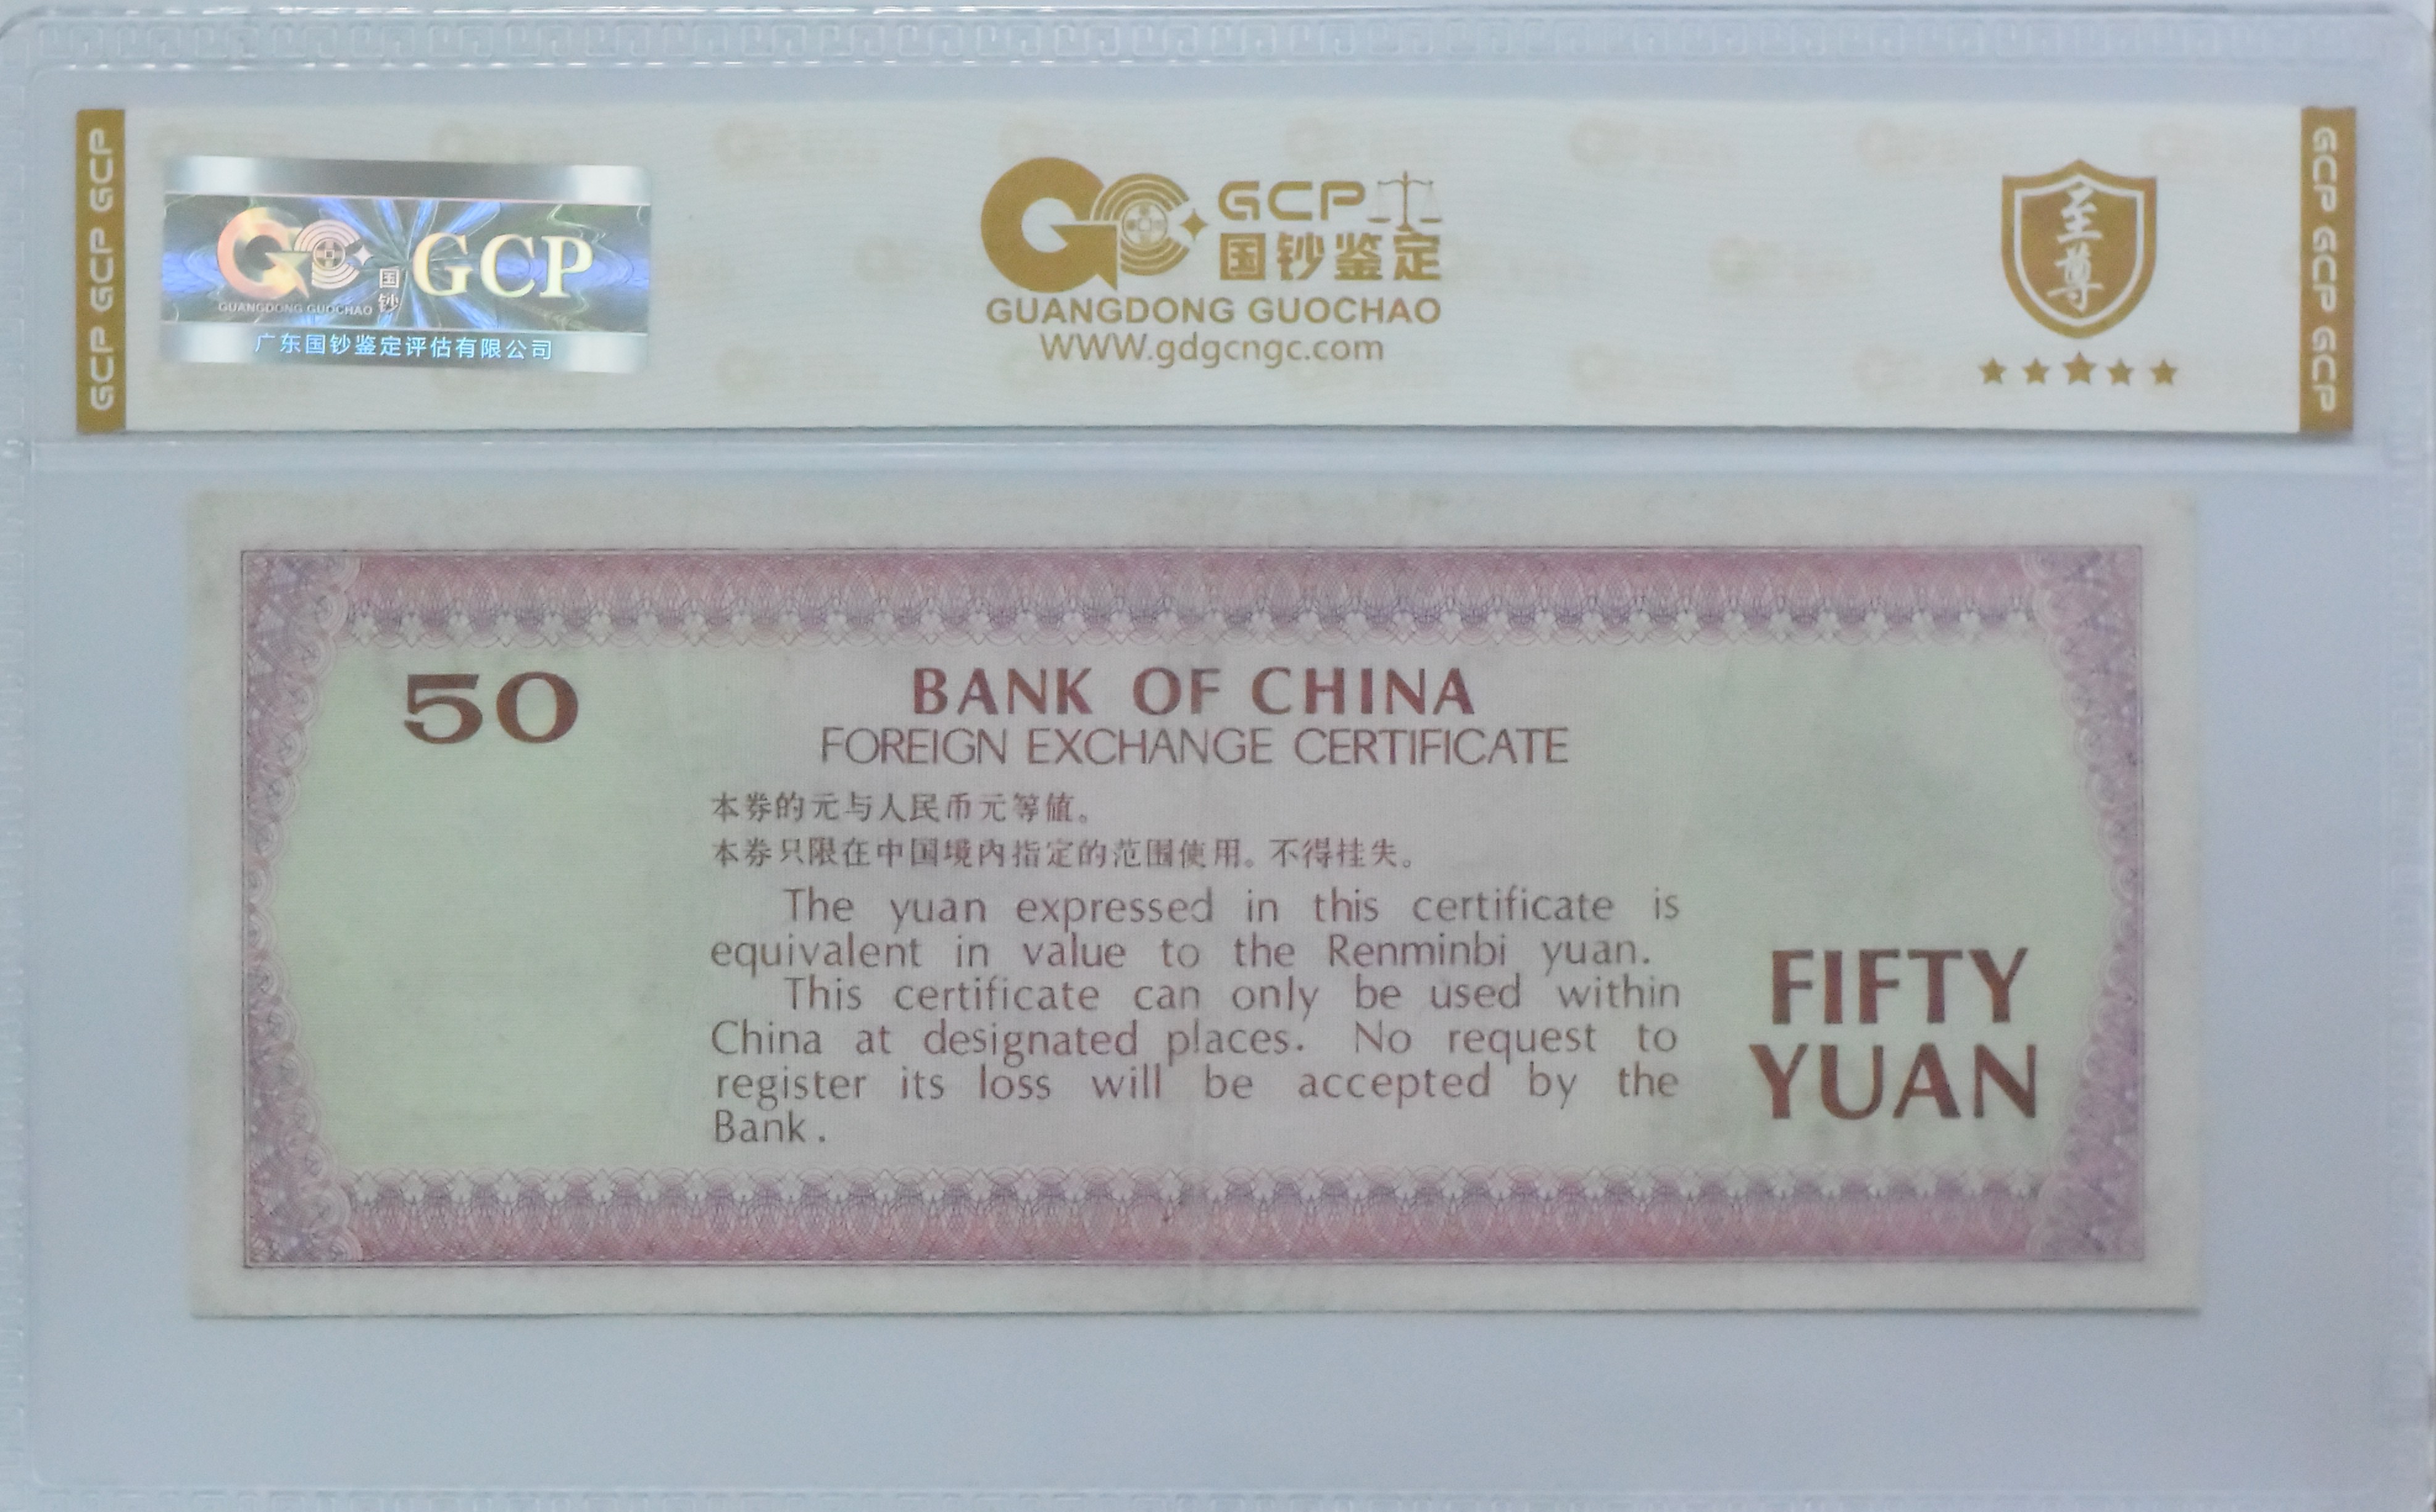 GCP GCP GCP
GC
国钞
GCP
GUANGDONG GUOCHAO
广东国钞鉴定评估有限公司
GC
GCP
国钞鉴定
GUANGDONG GUOCHAO
WWW.gdgcngc.com
至尊
GCP GCP GCP
50
BANK OF CHINA
FOREIGN EXCHANGE CERTIFICATE
本券的元与人民币元等值。
本券只限在中国境内指定的范围使用。不得挂失。
The yuan expressed in this certificate is
equivalent in value to the Renminbi yuan.
This certificate can only be used within
China at designated places. No request to
register its loss will be accepted by the
Bank.
FIFTY
YUAN